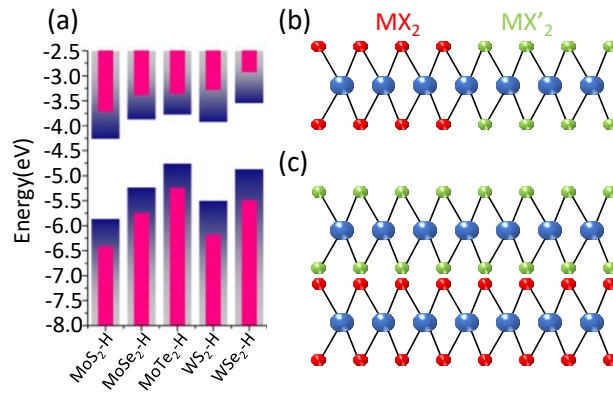 (a)
Energy(eV)
-2.5
-3.0
-3.5
-4.0
-4.5
-5.0
-5.5
-6.0
-6.5
-7.0
-7.5
-8.0
MoS₂-H
MoSe₂-H
MoTe₂-H
WS₂-H
WSe₂-H
(b)
MX₂ MX'₂
(c)